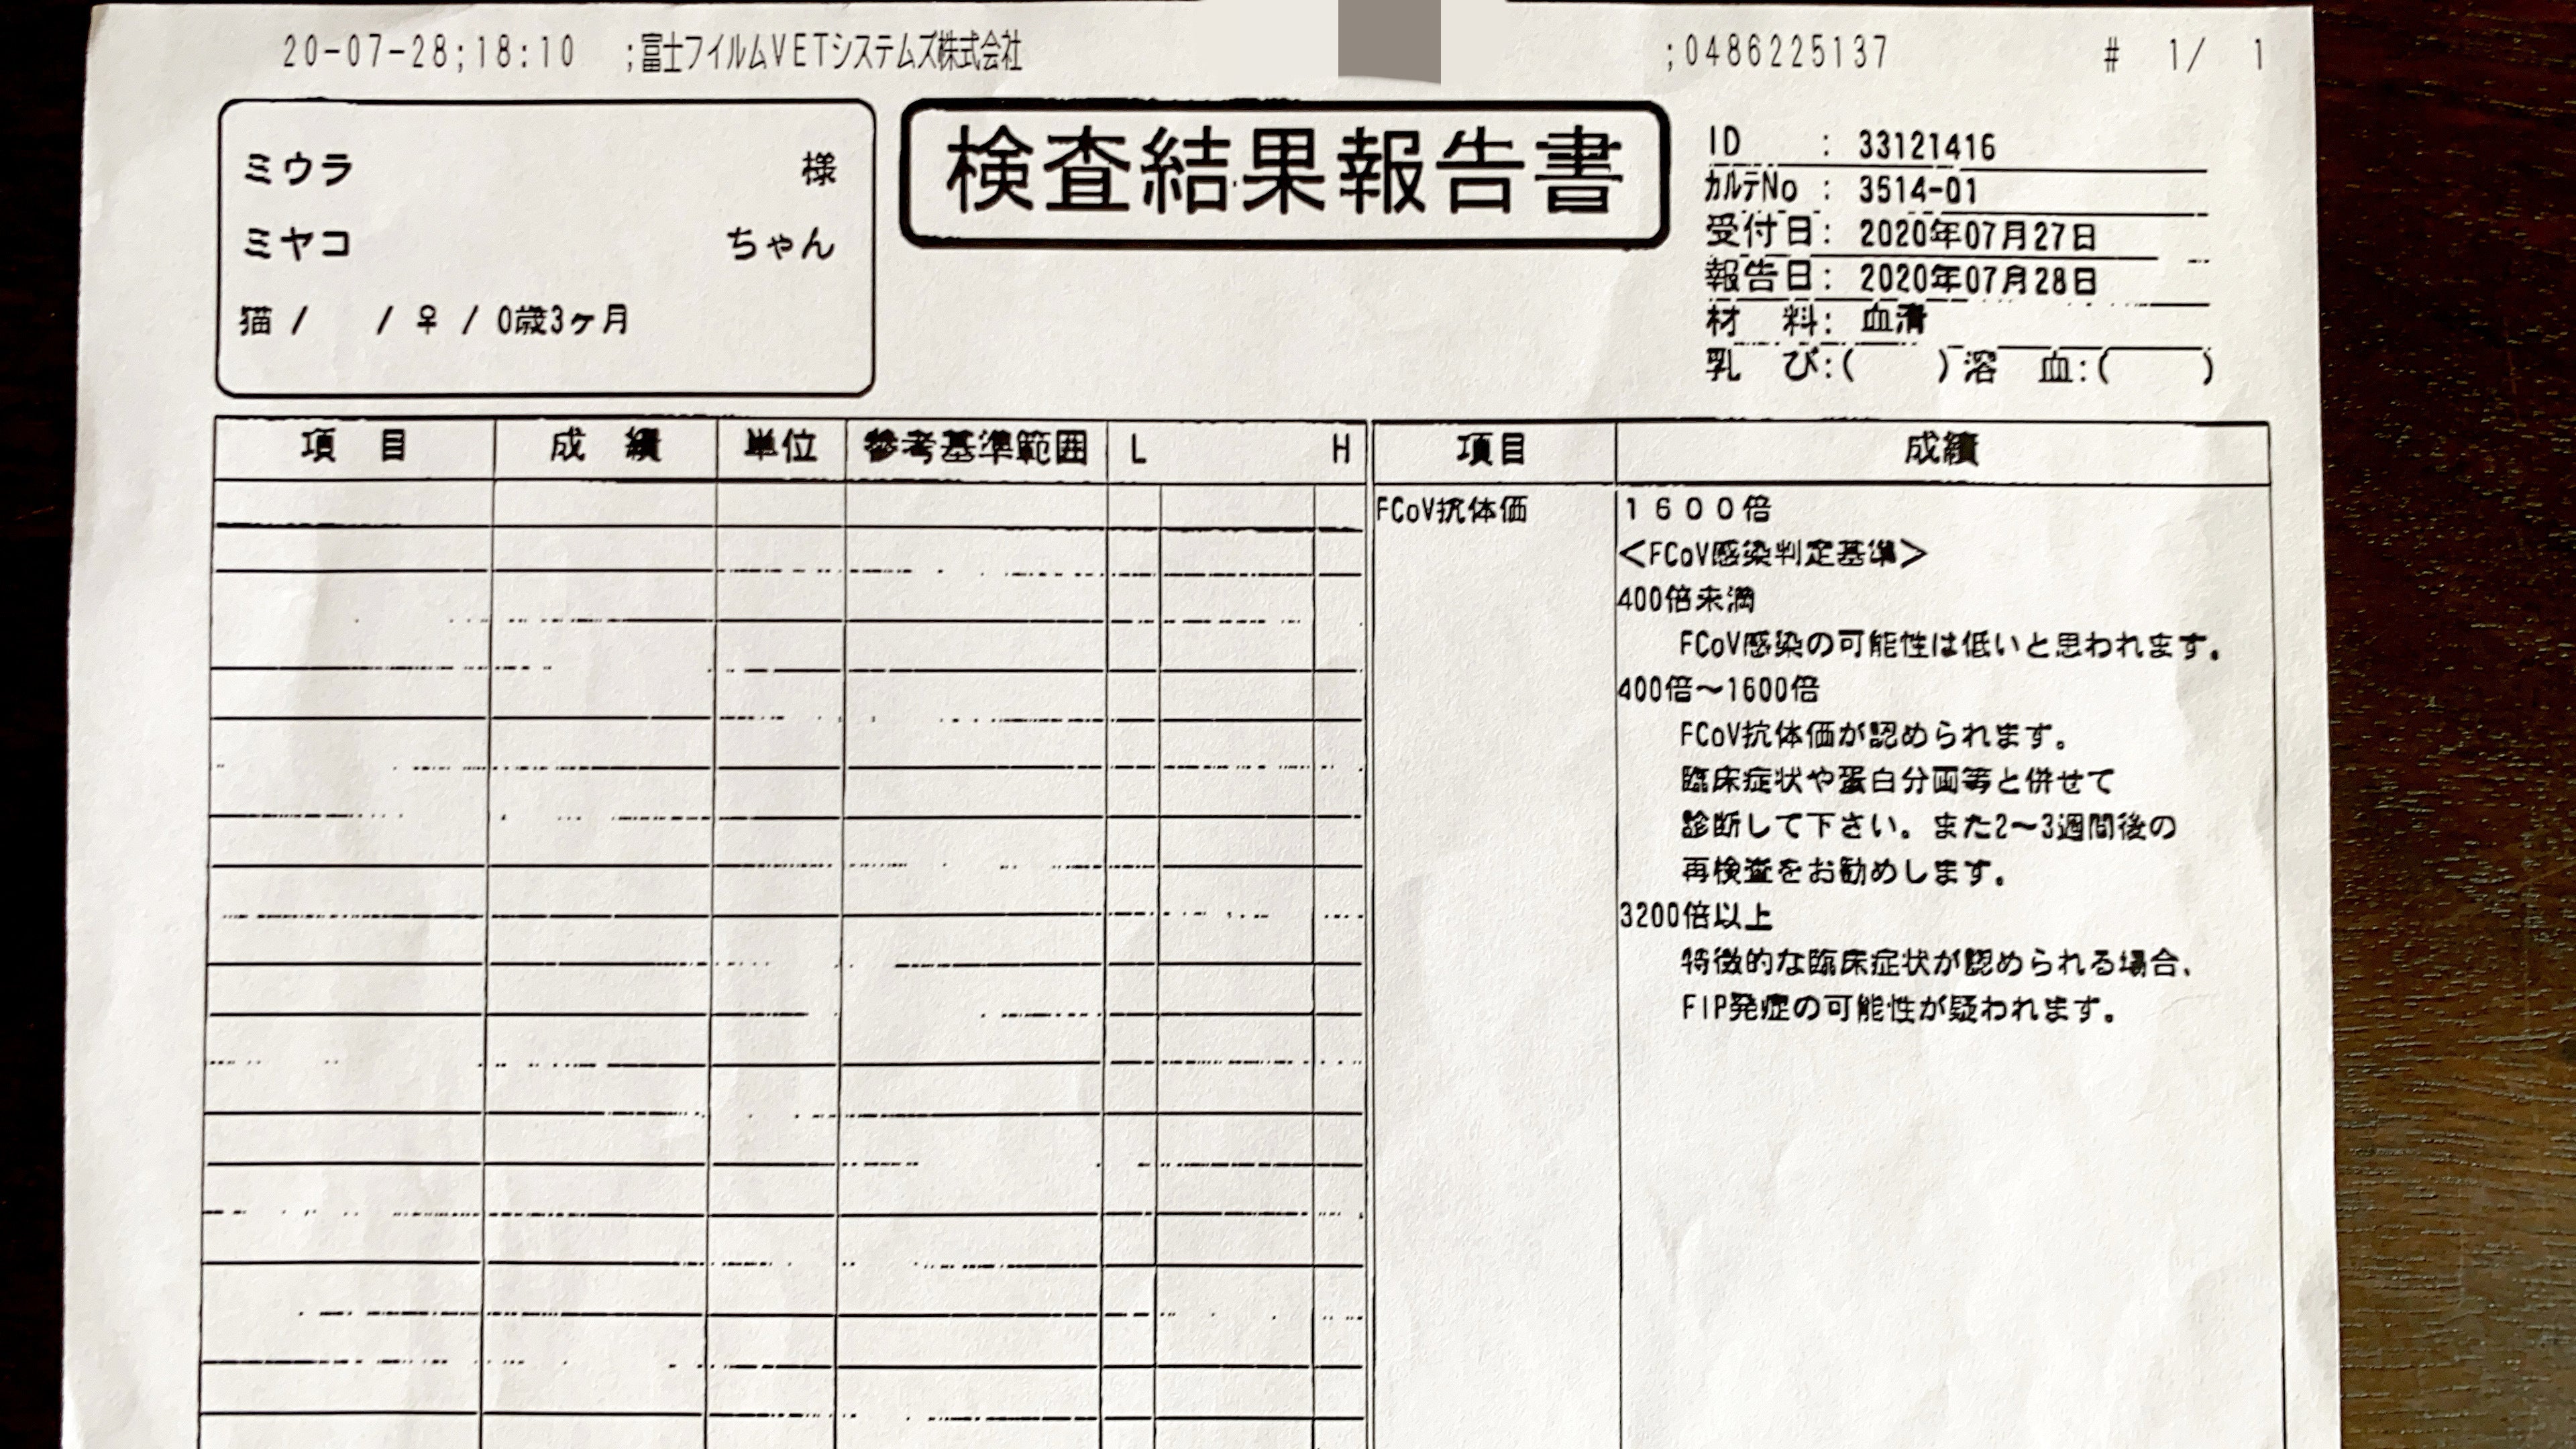 20-07-28;18:10 ;富士フイルムVETシステムズ株式会社 ;0486225137 # 1/ 1
ミウラ 様
ミヤコ ちゃん
猫 / / ♀ / 0歳3ヶ月
検査結果報告書
ID : 33121416
カルテNo : 3514-01
受付日: 2020年07月27日
報告日: 2020年07月28日
材 料: 血清
乳 び:( )溶 血:( )
項 目 成 績 単位 参考基準範囲 L H 項目 成績
FCoV抗体価 1600倍
<FCoV感染判定基準>
400倍未満
FCoV感染の可能性は低いと思われます。
400倍~1600倍
FCoV抗体価が認められます。
臨床症状や蛋白分画等と併せて
診断して下さい。また2~3週間後の
再検査をお勧めします。
3200倍以上
特徴的な臨床症状が認められる場合、
FIP発症の可能性が疑われます。